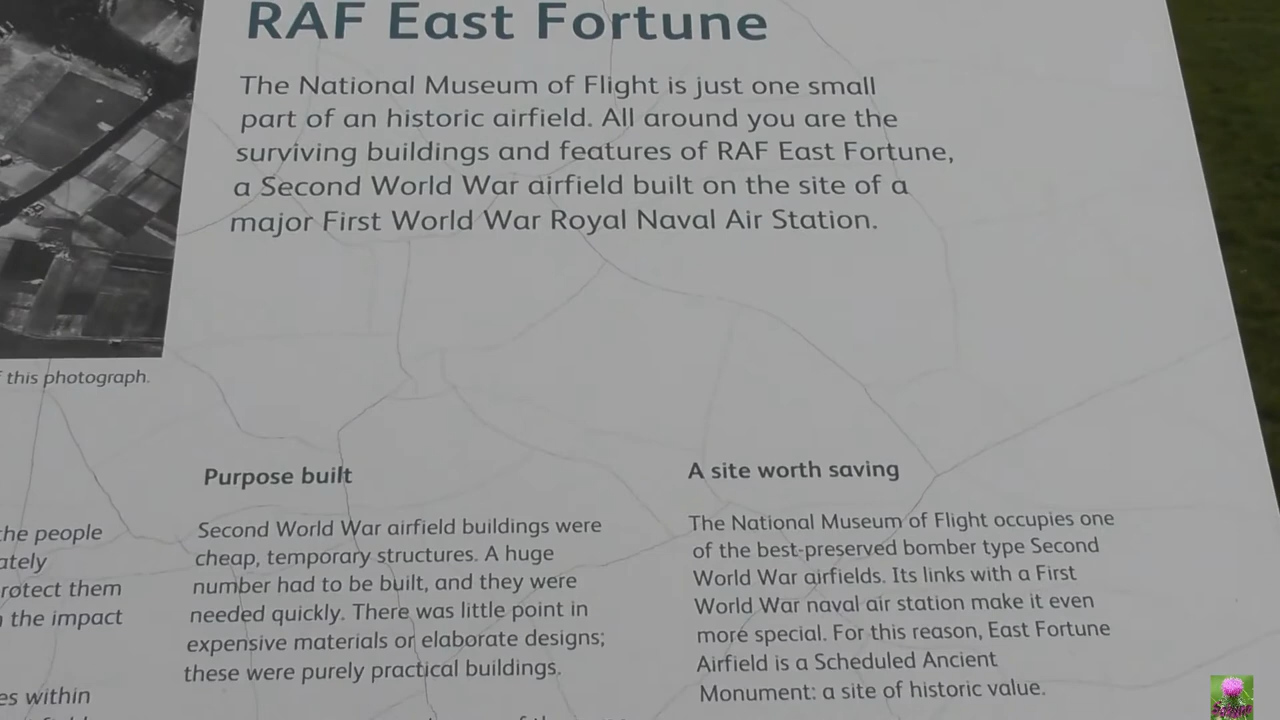 RAF East Fortune
The National Museum of Flight is just one small
part of an historic airfield. All around you are the
surviving buildings and features of RAF East Fortune,
a Second World War airfield built on the site of a
major First World War Royal Naval Air Station.
this photograph.
the people
ately
rotect them
the impact
es within
Purpose built
Second World War airfield buildings were
cheap, temporary structures. A huge
number had to be built, and they were
needed quickly. There was little point in
expensive materials or elaborate designs;
these were purely practical buildings.
A site worth saving
The National Museum of Flight occupies one
of the best-preserved bomber type Second
World War airfields. Its links with a First
World War naval air station make it even
more special. For this reason, East Fortune
Airfield is a Scheduled Ancient
Monument: a site of historic value.